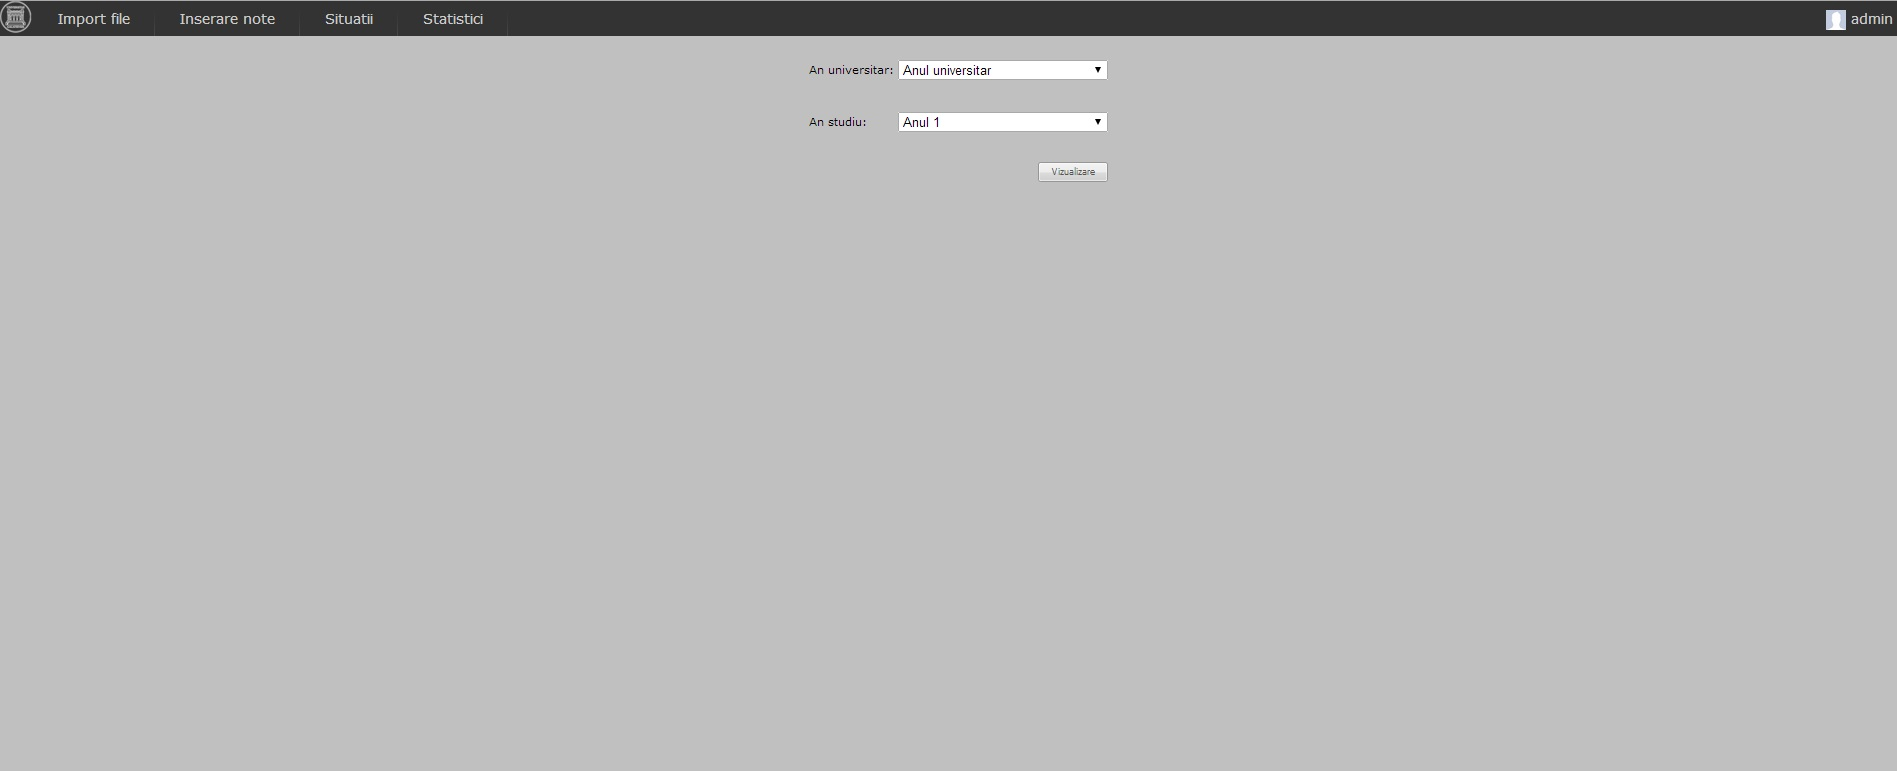 Import file
Inserare note
Situatii
Statistici
admin
An universitar: Anul universitar
An studiu: Anul 1
Vizualizare